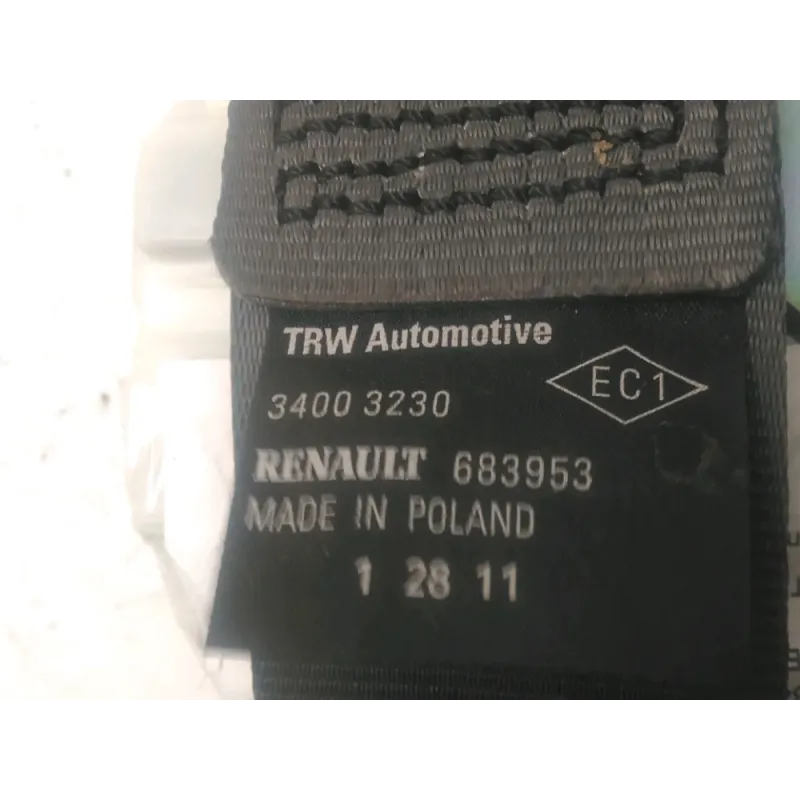 TRW Automotive
3400 3230
EC1
RENAULT 683953
MADE IN POLAND
1 28 11